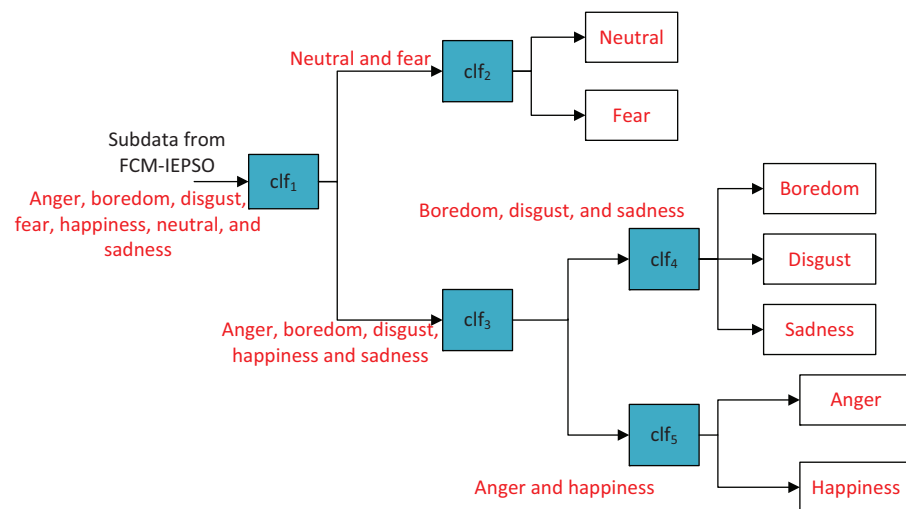 Neutral and fear
clf₂
Neutral
Fear
Subdata from
FCM-IEPSO
clf₁
Anger, boredom, disgust,
fear, happiness, neutral, and
sadness
Boredom, disgust, and sadness
clf₄
Boredom
Disgust
Sadness
Anger, boredom, disgust,
happiness and sadness
clf₃
Anger and happiness
clf₅
Anger
Happiness